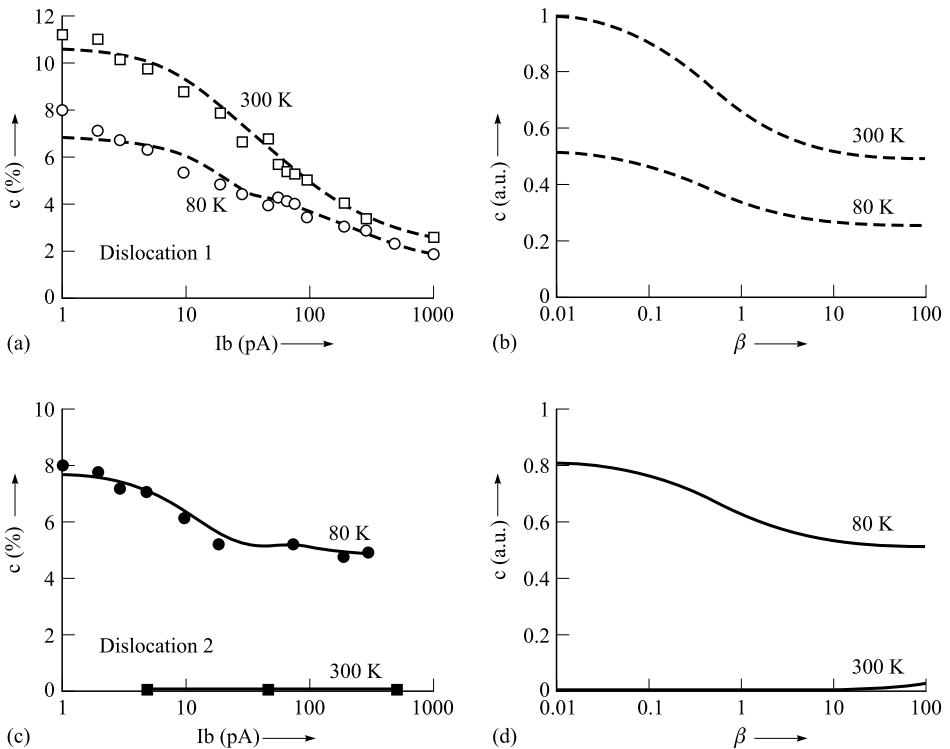 12
10
8
6
4
2
0
c (%)
300 K
80 K
Dislocation 1
1
10
100
1000
(a)
Ib (pA)
1
0.8
0.6
0.4
0.2
0
c (a.u.)
300 K
80 K
0.01
0.1
1
10
100
(b)
β
10
8
6
4
2
0
c (%)
80 K
Dislocation 2
300 K
1
10
100
1000
(c)
Ib (pA)
1
0.8
0.6
0.4
0.2
0
c (a.u.)
80 K
300 K
0.01
0.1
1
10
100
(d)
β